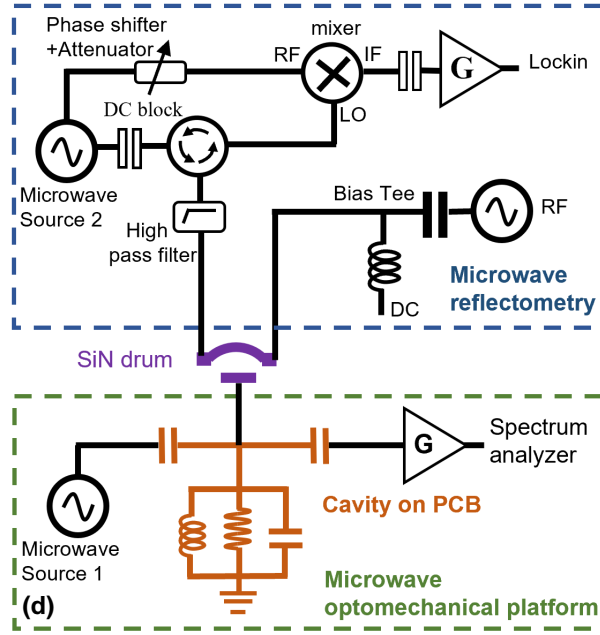 Phase shifter
+Attenuator
mixer
RF
IF
LO
G
Lockin
DC block
Microwave
Source 2
High
pass filter
Bias Tee
RF
DC
Microwave
reflectometry
SiN drum
G
Spectrum
analyzer
Cavity on PCB
Microwave
Source 1
(d)
Microwave
optomechanical platform